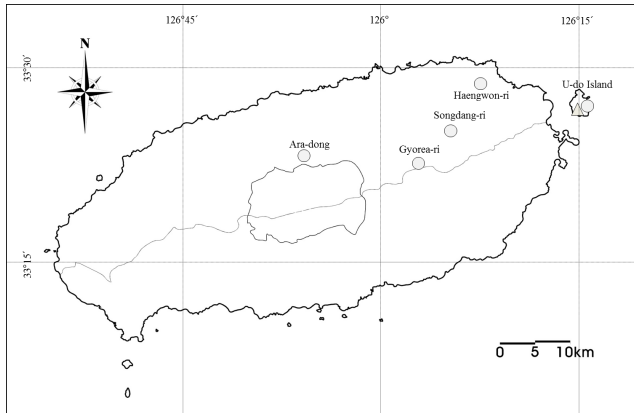 126°45´ 126° 126°15´
N
33°30´
U-do Island
Haengwon-ri
Songdang-ri
Ara-dong
Gyorea-ri
33°15´
0 5 10km